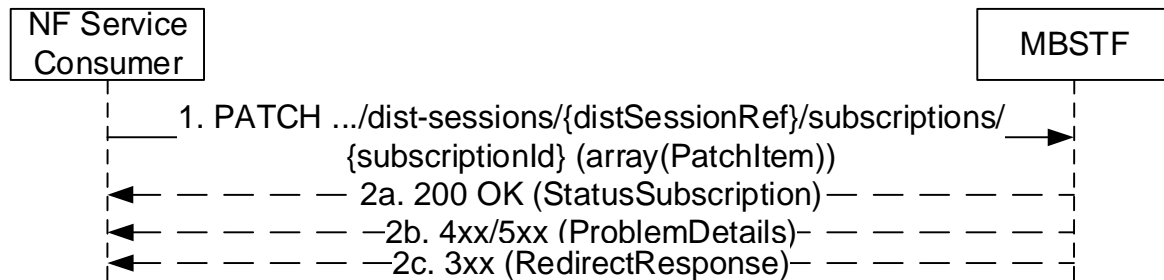 NF Service
Consumer
MBSTF
1. PATCH .../dist-sessions/{distSessionRef}/subscriptions/
{subscriptionId} (array(PatchItem))
2a. 200 OK (StatusSubscription)
2b. 4xx/5xx (ProblemDetails)
2c. 3xx (RedirectResponse)